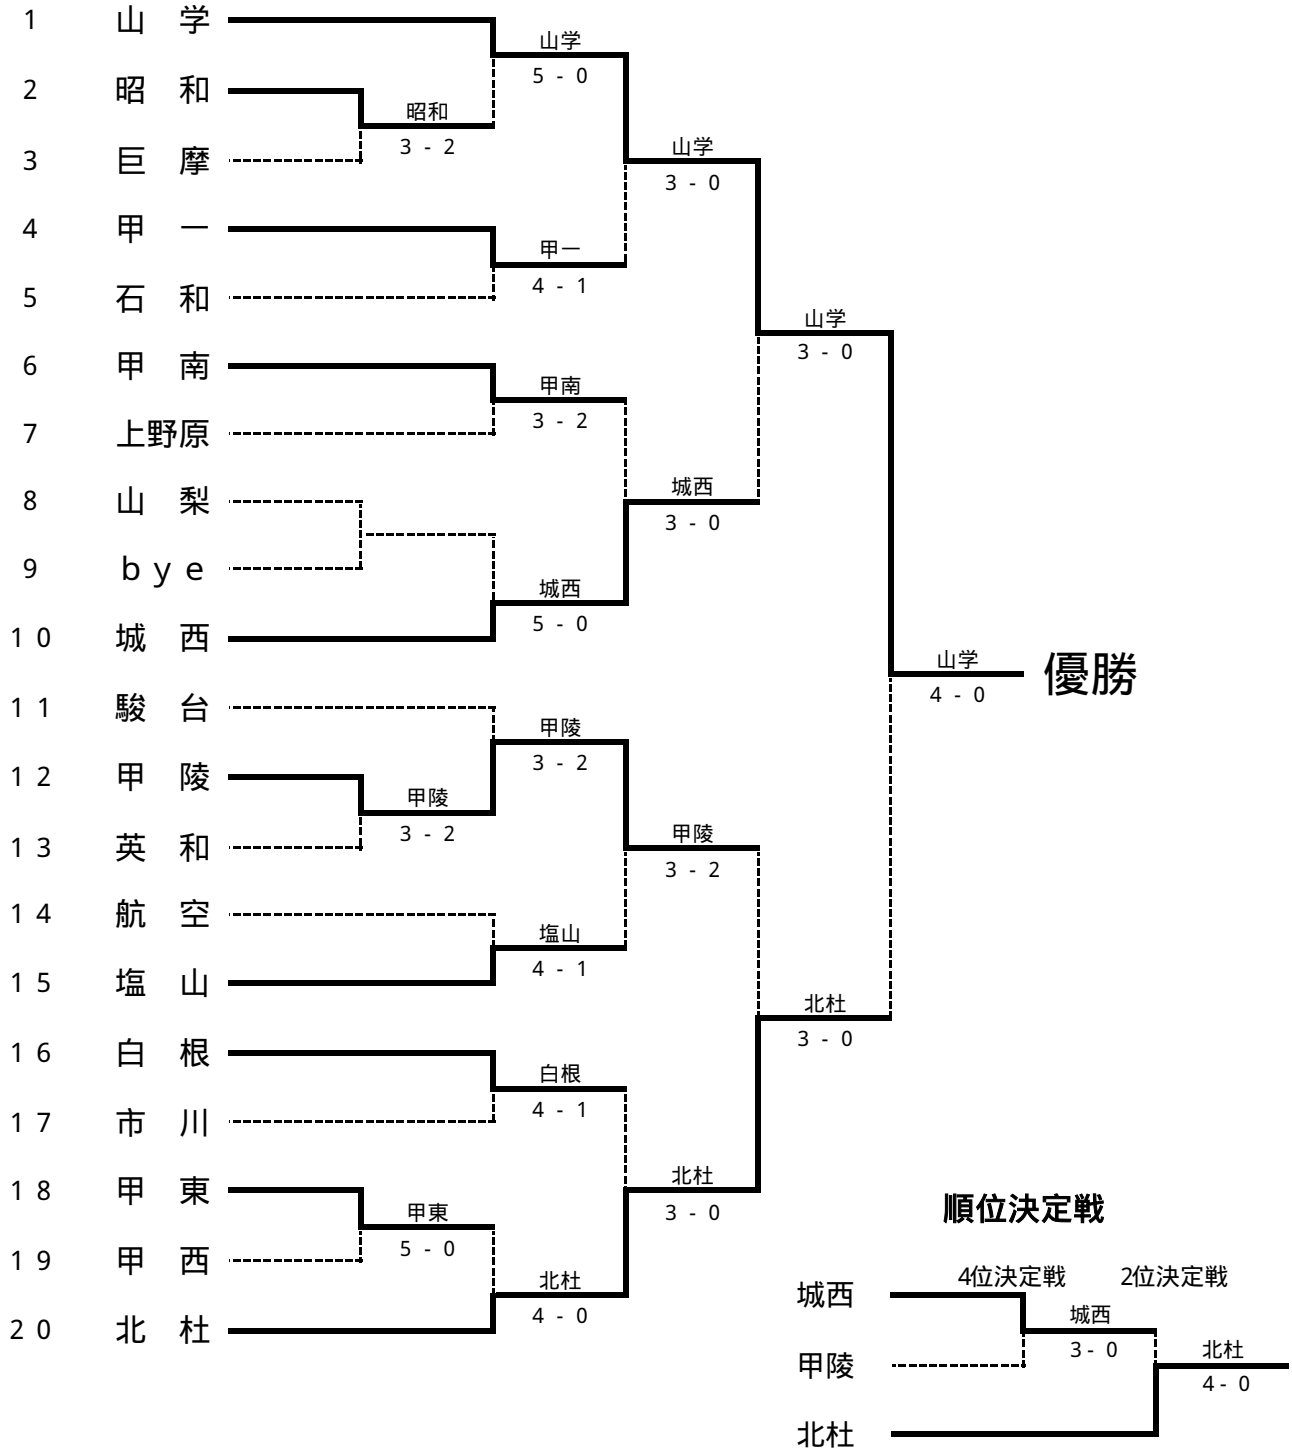 1 山 学
山学
5 - 0
2 昭 和
昭和
3 - 2
3 巨 摩
山学
3 - 0
4 甲 一
甲一
4 - 1
5 石 和
山学
3 - 0
6 甲 南
甲南
3 - 2
7 上野原
8 山 梨
城西
3 - 0
9 ｂｙｅ
城西
5 - 0
10 城 西
山学
4 - 0
優勝
11 駿 台
甲陵
3 - 2
12 甲 陵
甲陵
3 - 2
13 英 和
甲陵
3 - 2
14 航 空
塩山
4 - 1
15 塩 山
北杜
3 - 0
16 白 根
白根
4 - 1
17 市 川
18 甲 東
北杜
3 - 0
甲東
5 - 0
19 甲 西
北杜
4 - 0
20 北 杜
順位決定戦
4位決定戦 2位決定戦
城西
城西
3 - 0
甲陵
北杜
4 - 0
北杜